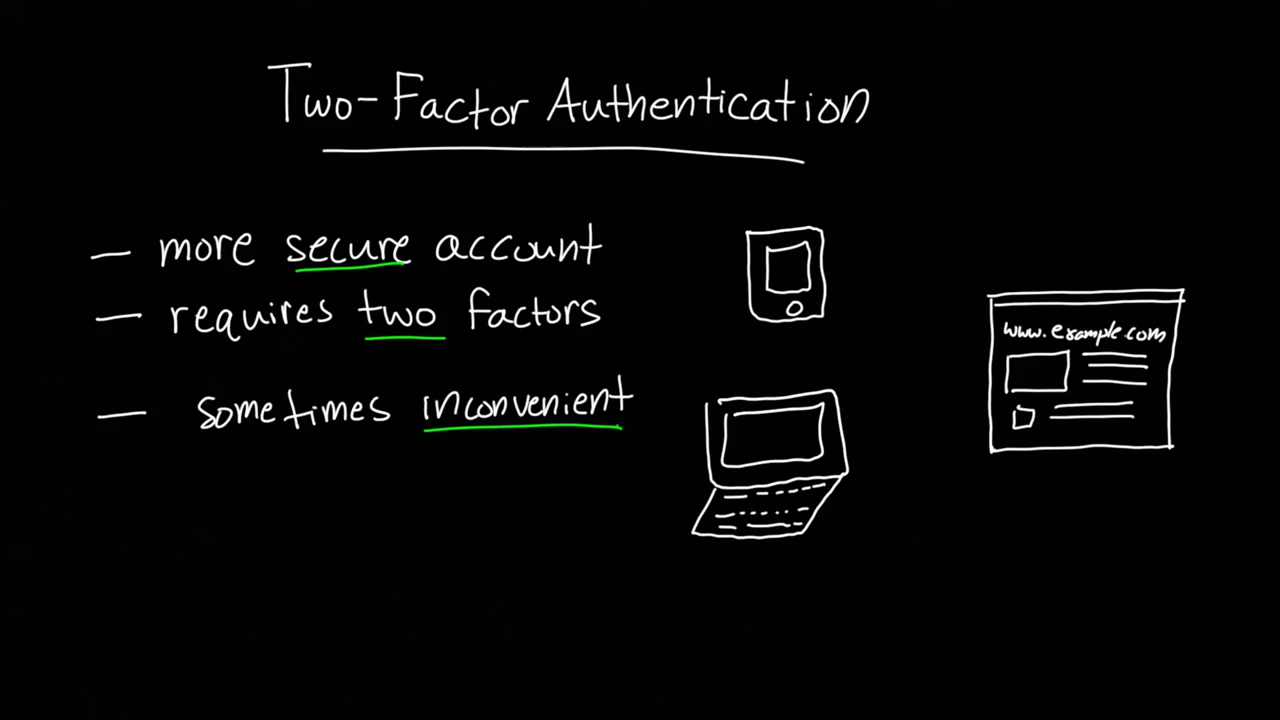 Two-Factor Authentication
— more secure account
— requires two factors
— sometimes inconvenient
www.example.com